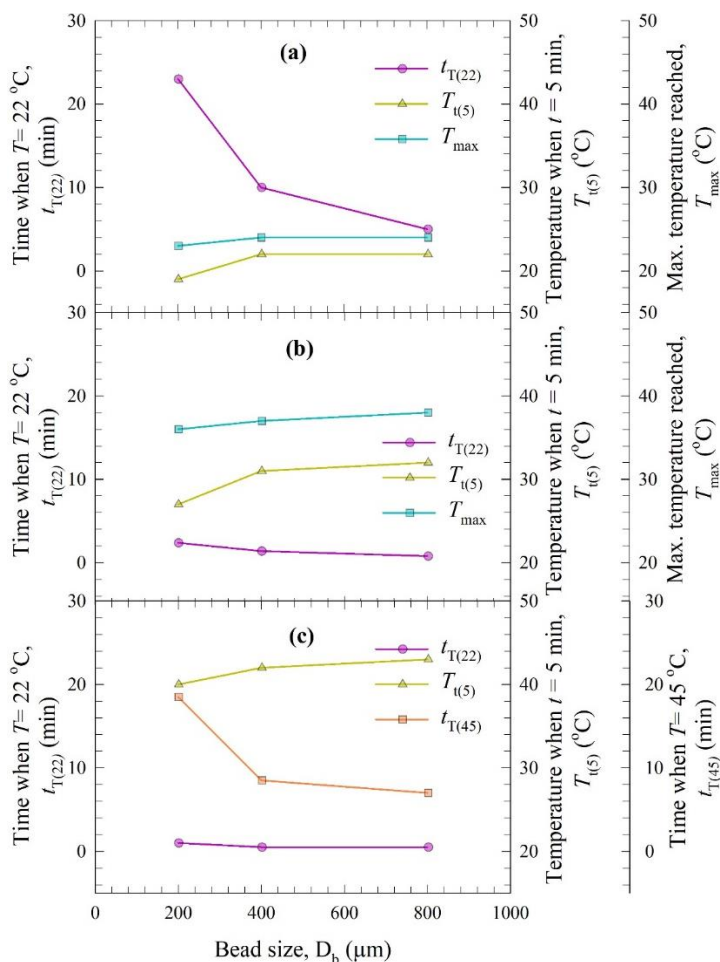 30
20
10
0
Time when T= 22 °C,
t_T(22) (min)
(a)
t_T(22)
T_t(5)
T_max
50
40
30
20
Temperature when t = 5 min,
T_t(5) (°C)
50
40
30
20
Max. temperature reached,
T_max (°C)
30
20
10
0
Time when T= 22 °C,
t_T(22) (min)
(b)
t_T(22)
T_t(5)
T_max
50
40
30
20
Temperature when t = 5 min,
T_t(5) (°C)
50
40
30
20
Max. temperature reached,
T_max (°C)
30
20
10
0
Time when T= 22 °C,
t_T(22) (min)
(c)
t_T(22)
T_t(5)
t_T(45)
50
40
30
20
Temperature when t = 5 min,
T_t(5) (°C)
30
20
10
0
Time when T= 45 °C,
t_T(45) (min)
0 200 400 600 800 1000
Bead size, D_b (μm)